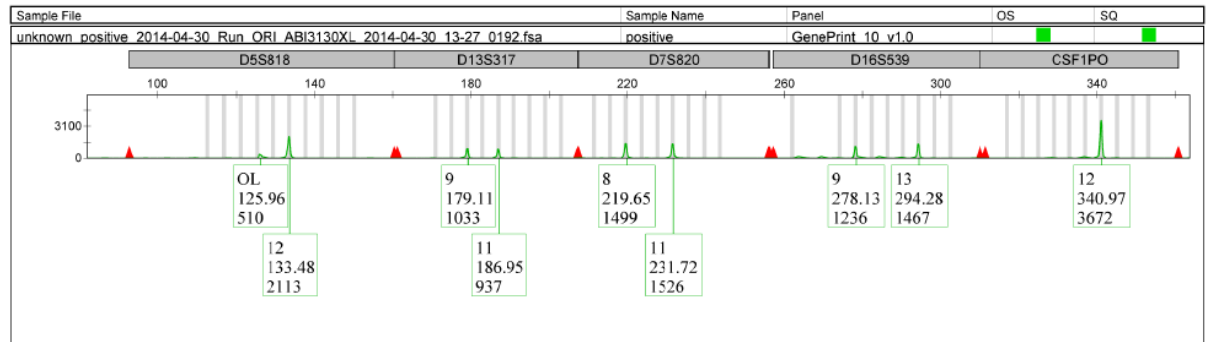 Sample File Sample Name Panel OS SQ
unknown_positive_2014-04-30_Run_ORI_ABI3130XL_2014-04-30_13-27_0192.fsa positive GenePrint_10_v1.0
D5S818 D13S317 D7S820 D16S539 CSF1PO
100 140 180 220 260 300 340
3100
0
OL 9 8 9 13 12
125.96 179.11 219.65 278.13 294.28 340.97
510 1033 1499 1236 1467 3672
12 11 11
133.48 186.95 231.72
2113 937 1526